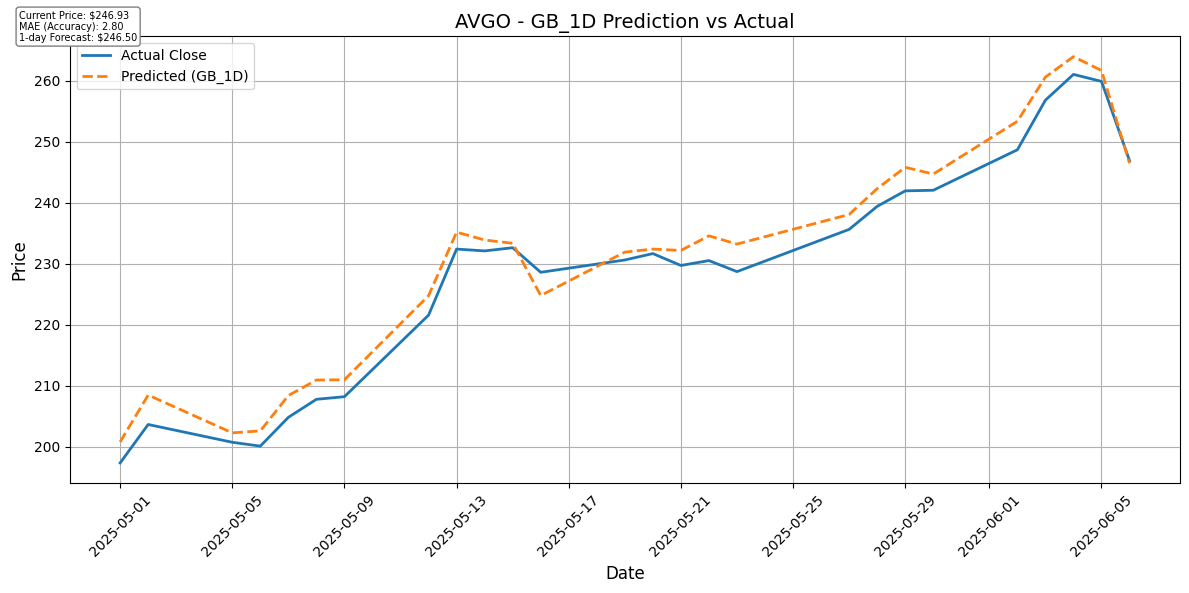 Current Price: $246.93
MAE (Accuracy): 2.80
1-day Forecast: $246.50
AVGO - GB_1D Prediction vs Actual
Actual Close
Predicted (GB_1D)
Price
260
250
240
230
220
210
200
2025-05-01
2025-05-05
2025-05-09
2025-05-13
2025-05-17
2025-05-21
2025-05-25
2025-05-29
2025-06-01
2025-06-05
Date